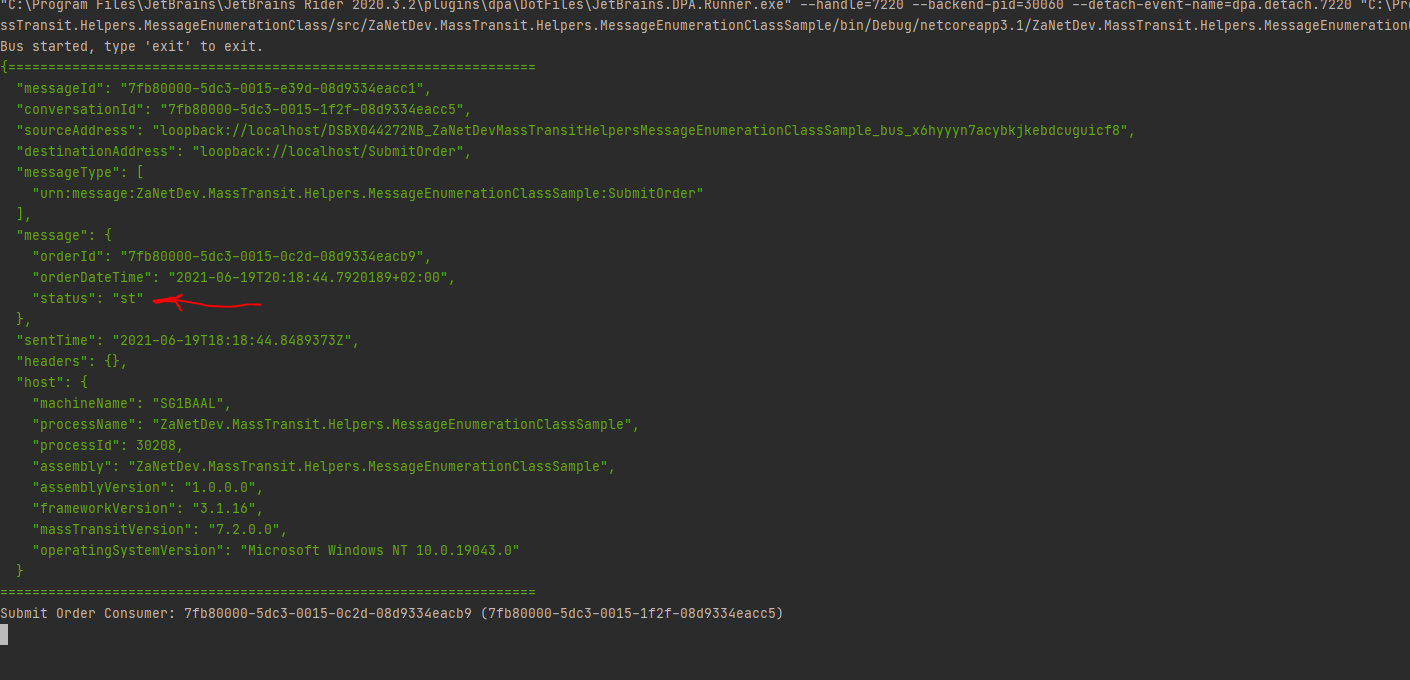 "C:\Program Files\JetBrains\JetBrains Rider 2020.3.2\plugins\dpa\DotFiles\JetBrains.DPA.Runner.exe" --handle=7220 --backend-pid=30060 --detach-event-name=dpa.detach.7220 "C:\Pr
ssTransit.Helpers.MessageEnumerationClass/src/ZaNetDev.MassTransit.Helpers.MessageEnumerationClassSample/bin/Debug/netcoreapp3.1/ZaNetDev.MassTransit.Helpers.MessageEnumeration
Bus started, type 'exit' to exit.
{==================================================================
  "messageId": "7fb80000-5dc3-0015-e39d-08d9334eacc1",
  "conversationId": "7fb80000-5dc3-0015-1f2f-08d9334eacc5",
  "sourceAddress": "loopback://localhost/DSBX044272NB_ZaNetDevMassTransitHelpersMessageEnumerationClassSample_bus_x6hyyyn7acybkjkebdcuguicf8",
  "destinationAddress": "loopback://localhost/SubmitOrder",
  "messageType": [
    "urn:message:ZaNetDev.MassTransit.Helpers.MessageEnumerationClassSample:SubmitOrder"
  ],
  "message": {
    "orderId": "7fb80000-5dc3-0015-0c2d-08d9334eacb9",
    "orderDateTime": "2021-06-19T20:18:44.7920189+02:00",
    "status": "st"
  },
  "sentTime": "2021-06-19T18:18:44.8489373Z",
  "headers": {},
  "host": {
    "machineName": "SG1BAAL",
    "processName": "ZaNetDev.MassTransit.Helpers.MessageEnumerationClassSample",
    "processId": 30208,
    "assembly": "ZaNetDev.MassTransit.Helpers.MessageEnumerationClassSample",
    "assemblyVersion": "1.0.0.0",
    "frameworkVersion": "3.1.16",
    "massTransitVersion": "7.2.0.0",
    "operatingSystemVersion": "Microsoft Windows NT 10.0.19043.0"
  }
===================================================================
Submit Order Consumer: 7fb80000-5dc3-0015-0c2d-08d9334eacb9 (7fb80000-5dc3-0015-1f2f-08d9334eacc5)